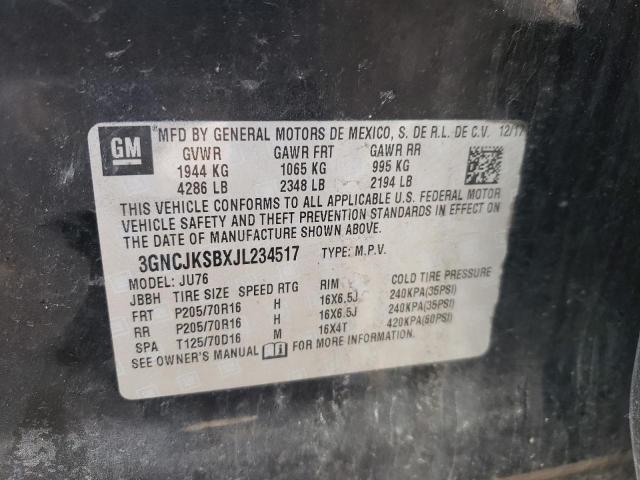 GM
MFD BY GENERAL MOTORS DE MEXICO, S. DE R.L. DE C.V. 12/17
GVWR GAWR FRT GAWR RR
1944 KG 1065 KG 995 KG
4286 LB 2348 LB 2194 LB
THIS VEHICLE CONFORMS TO ALL APPLICABLE U.S. FEDERAL MOTOR
VEHICLE SAFETY AND THEFT PREVENTION STANDARDS IN EFFECT ON
THE DATE OF MANUFACTURE SHOWN ABOVE.
3GNCJKSBXJL234517 TYPE: M.P.V.
MODEL: JU76
JBBH TIRE SIZE SPEED RTG RIM COLD TIRE PRESSURE
FRT P205/70R16 H 16X6.5J 240KPA(35PSI)
RR P205/70R16 H 16X6.5J 240KPA(35PSI)
SPA T125/70D16 M 16X4T 420KPA(60PSI)
SEE OWNER'S MANUAL FOR MORE INFORMATION.